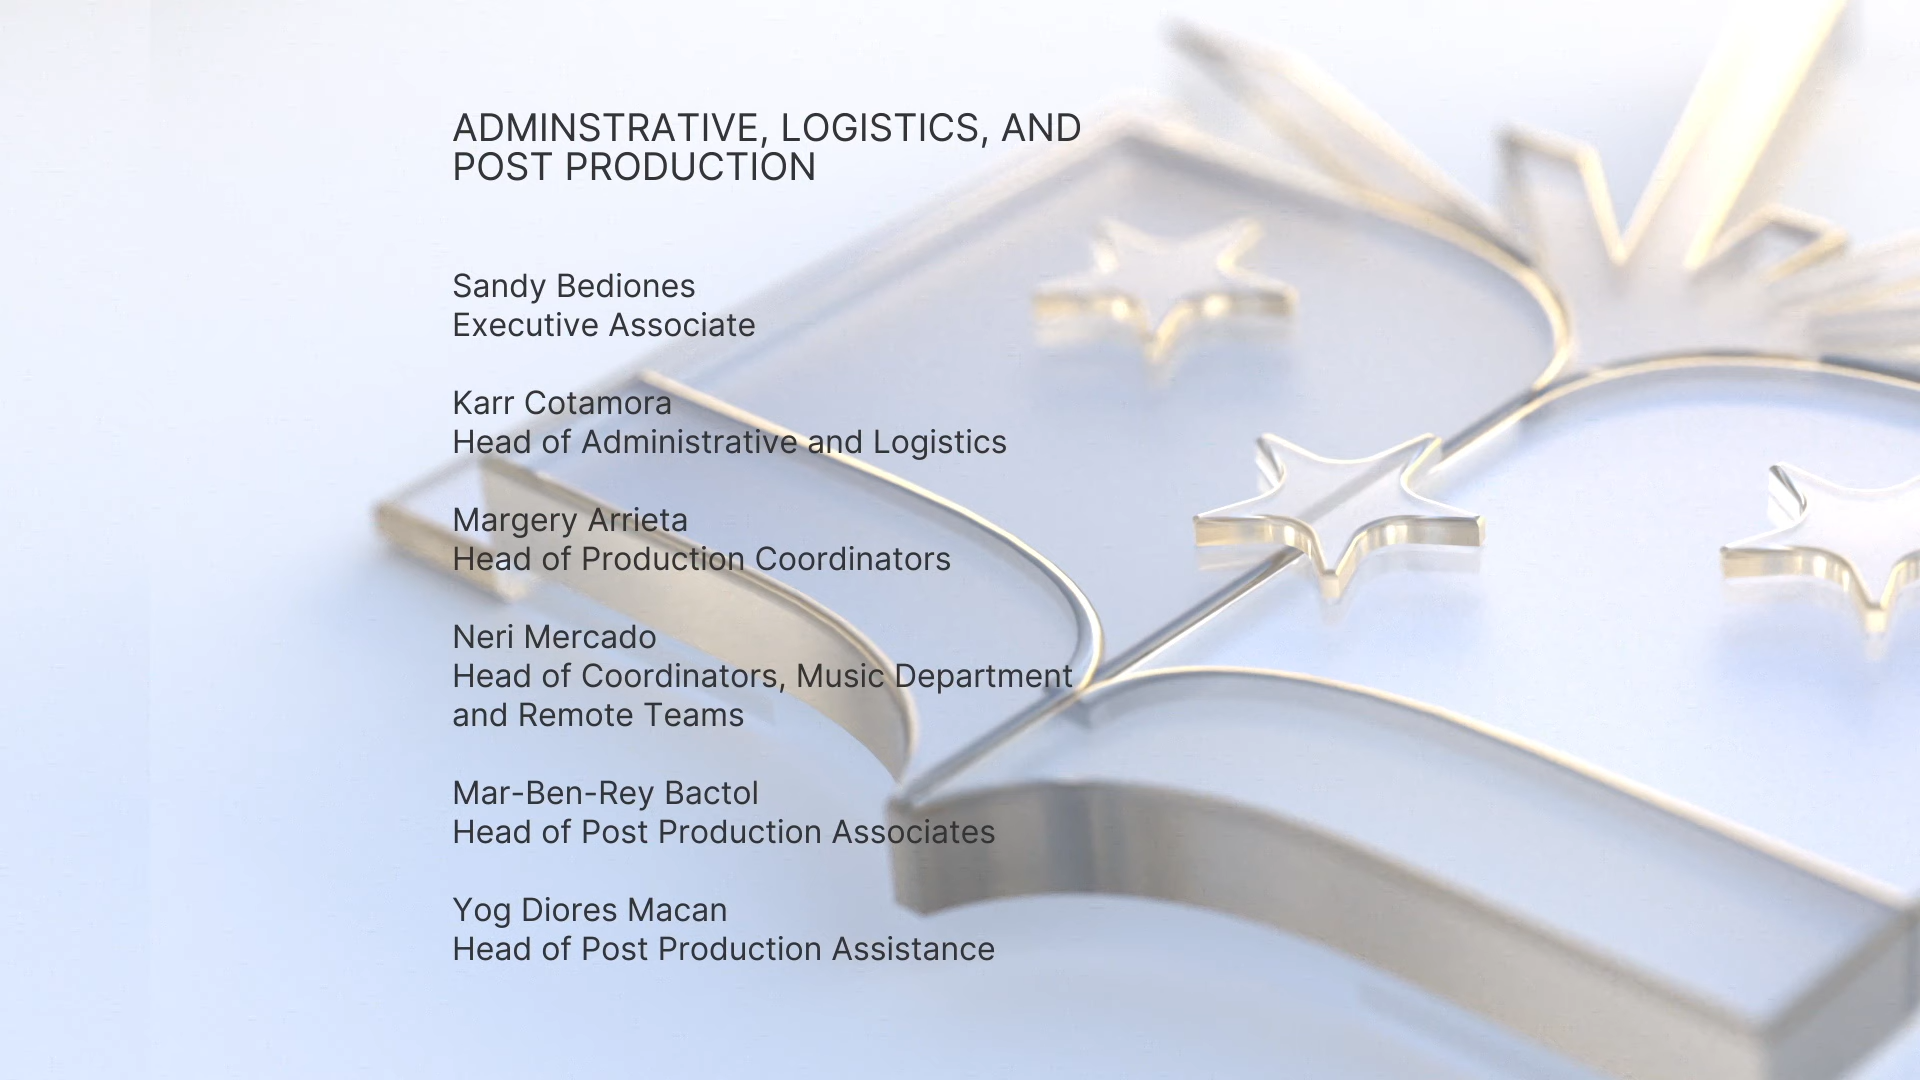 ADMINSTRATIVE, LOGISTICS, AND
POST PRODUCTION
Sandy Bediones
Executive Associate
Karr Cotamora
Head of Administrative and Logistics
Margery Arrieta
Head of Production Coordinators
Neri Mercado
Head of Coordinators, Music Department
and Remote Teams
Mar-Ben-Rey Bactol
Head of Post Production Associates
Yog Diores Macan
Head of Post Production Assistance